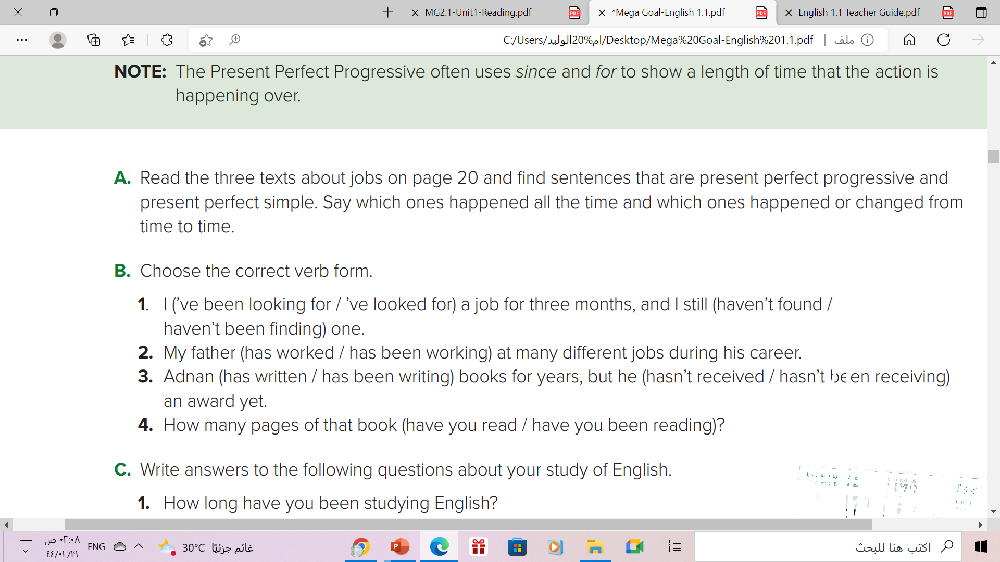 MG2.1-Unit1-Reading.pdf
*Mega Goal-English 1.1.pdf
English 1.1 Teacher Guide.pdf
C:/Users/ام%20الوليد/Desktop/Mega%20Goal-English%201.1.pdf
ملف
NOTE: The Present Perfect Progressive often uses since and for to show a length of time that the action is
happening over.
A. Read the three texts about jobs on page 20 and find sentences that are present perfect progressive and
present perfect simple. Say which ones happened all the time and which ones happened or changed from
time to time.
B. Choose the correct verb form.
1. I (’ve been looking for / ’ve looked for) a job for three months, and I still (haven’t found /
haven’t been finding) one.
2. My father (has worked / has been working) at many different jobs during his career.
3. Adnan (has written / has been writing) books for years, but he (hasn’t received / hasn’t been receiving)
an award yet.
4. How many pages of that book (have you read / have you been reading)?
C. Write answers to the following questions about your study of English.
1. How long have you been studying English?
٠٢:٠٨ ص
٤٤/٠٢/١٩
ENG
30°C غائم جزئيًا
اكتب هنا للبحث